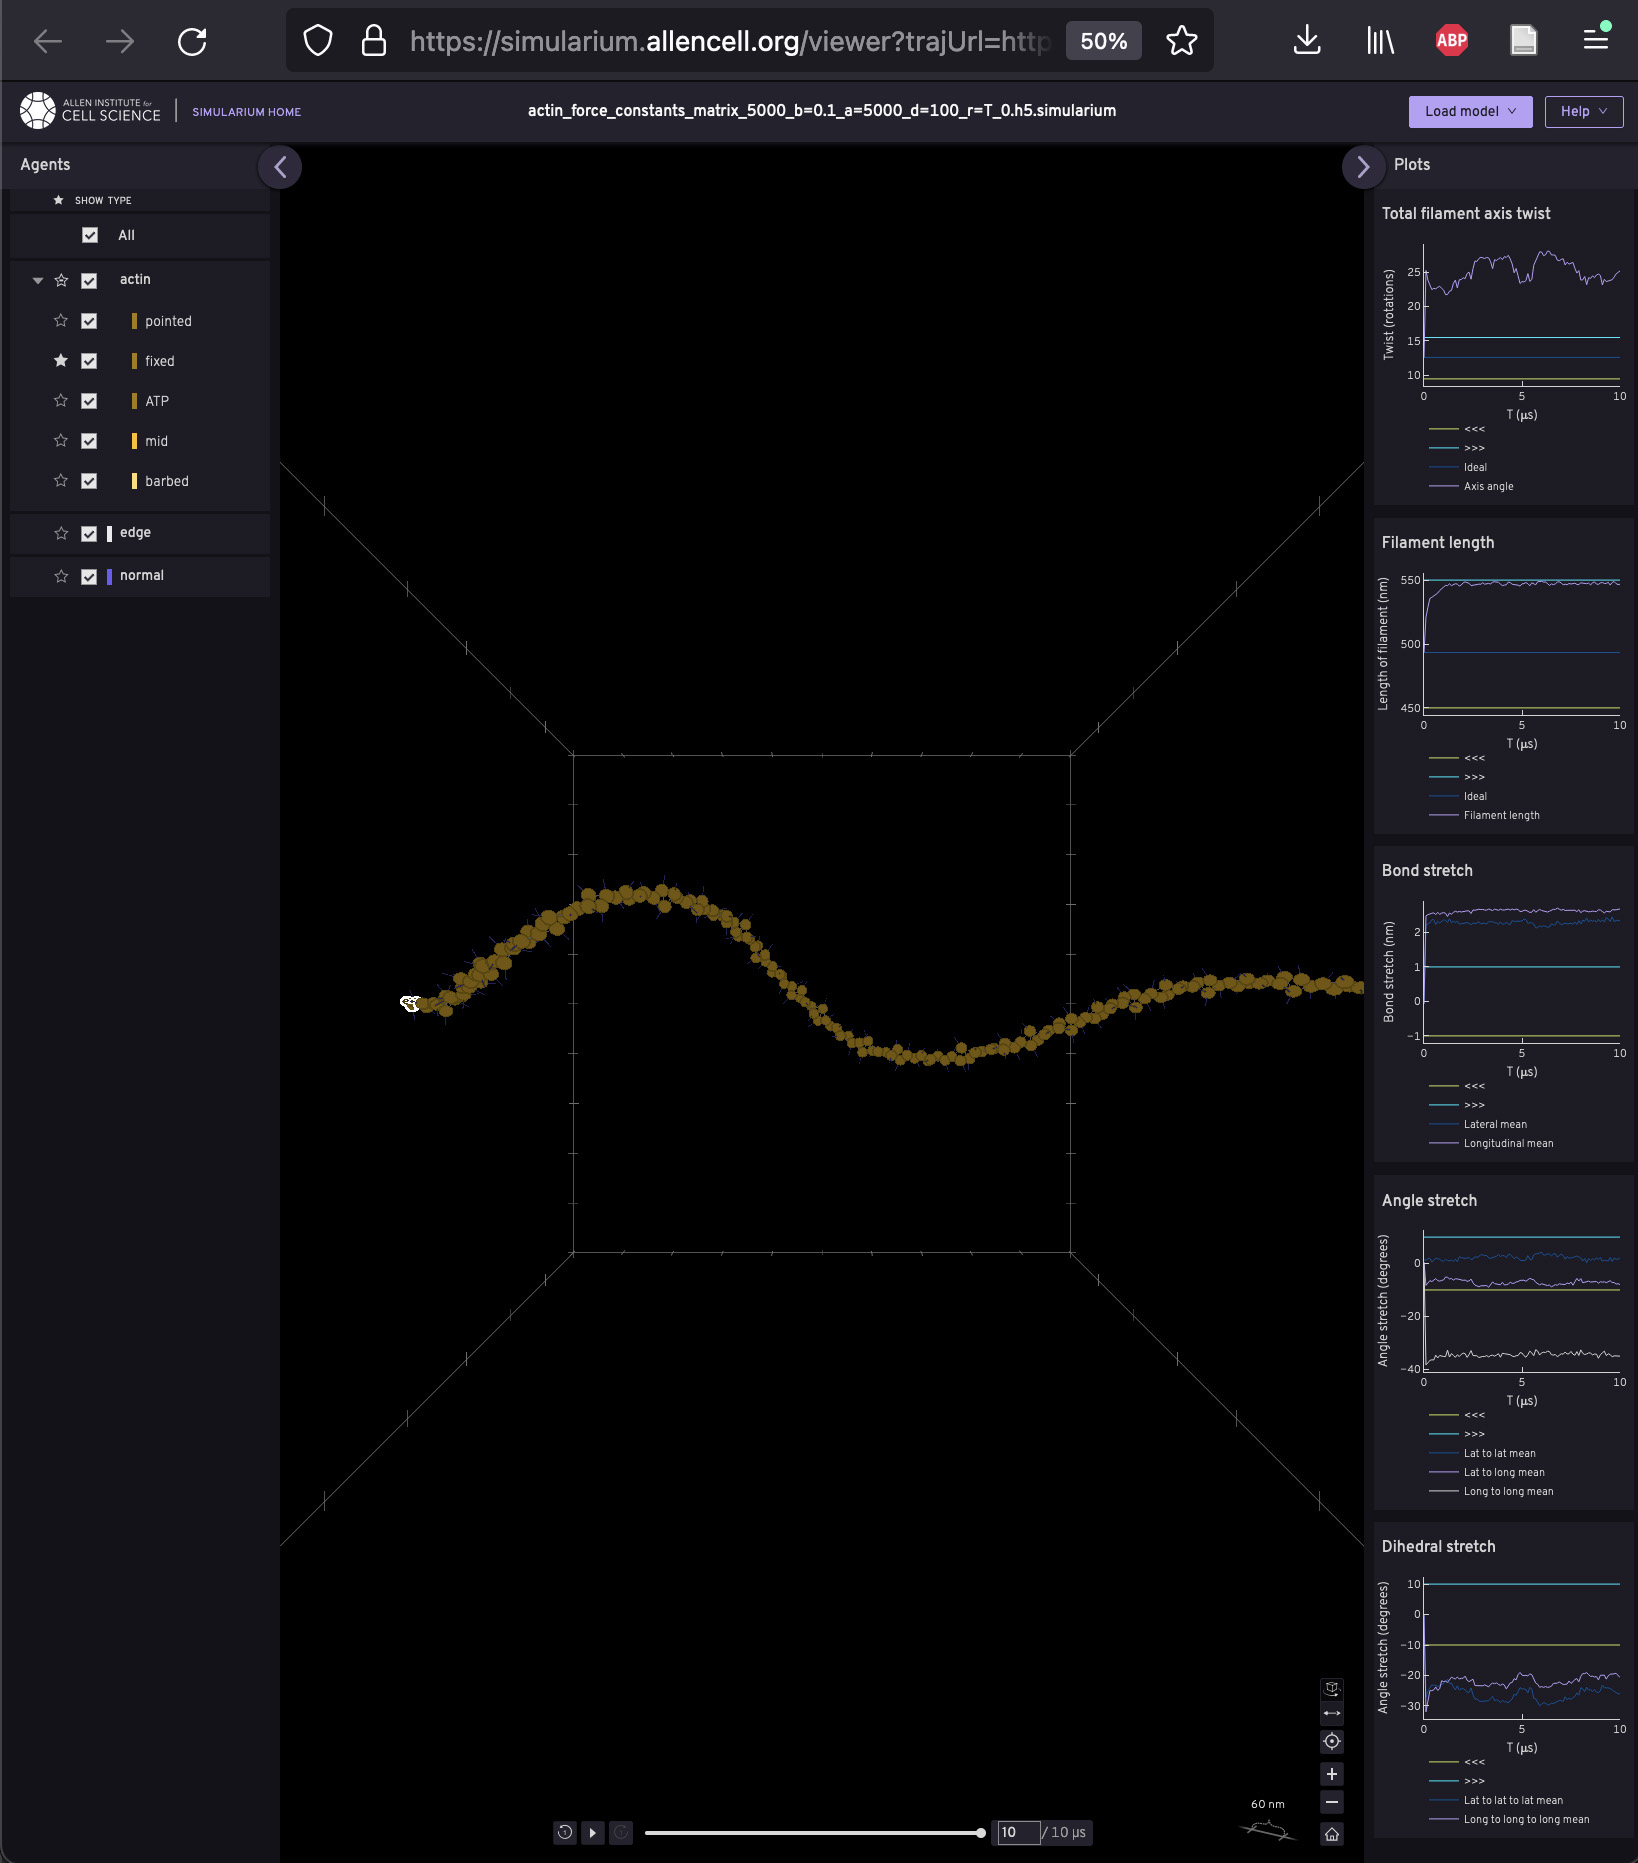 https://simularium.allencell.org/viewer?trajUrl=http
50%
ABP
ALLEN INSTITUTE for
CELL SCIENCE
SIMULARIUM HOME
actin_force_constants_matrix_5000_b=0.1_a=5000_d=100_r=T_0.h5.simularium
Load model
Help
Agents
SHOW TYPE
All
actin
pointed
fixed
ATP
mid
barbed
edge
normal
Plots
Total filament axis twist
Twist (rotations)
25
20
15
10
0 5 10
T (µs)
<<<
>>>
Ideal
Axis angle
Filament length
Length of filament (nm)
550
500
450
0 5 10
T (µs)
<<<
>>>
Ideal
Filament length
Bond stretch
Bond stretch (nm)
2
1
0
−1
0 5 10
T (µs)
<<<
>>>
Lateral mean
Longitudinal mean
Angle stretch
Angle stretch (degrees)
0
−20
−40
0 5 10
T (µs)
<<<
>>>
Lat to lat mean
Lat to long mean
Long to long mean
Dihedral stretch
Angle stretch (degrees)
10
0
−10
−20
−30
0 5 10
T (µs)
<<<
>>>
Lat to lat to lat mean
Long to long to long mean
60 nm
10 / 10 µs